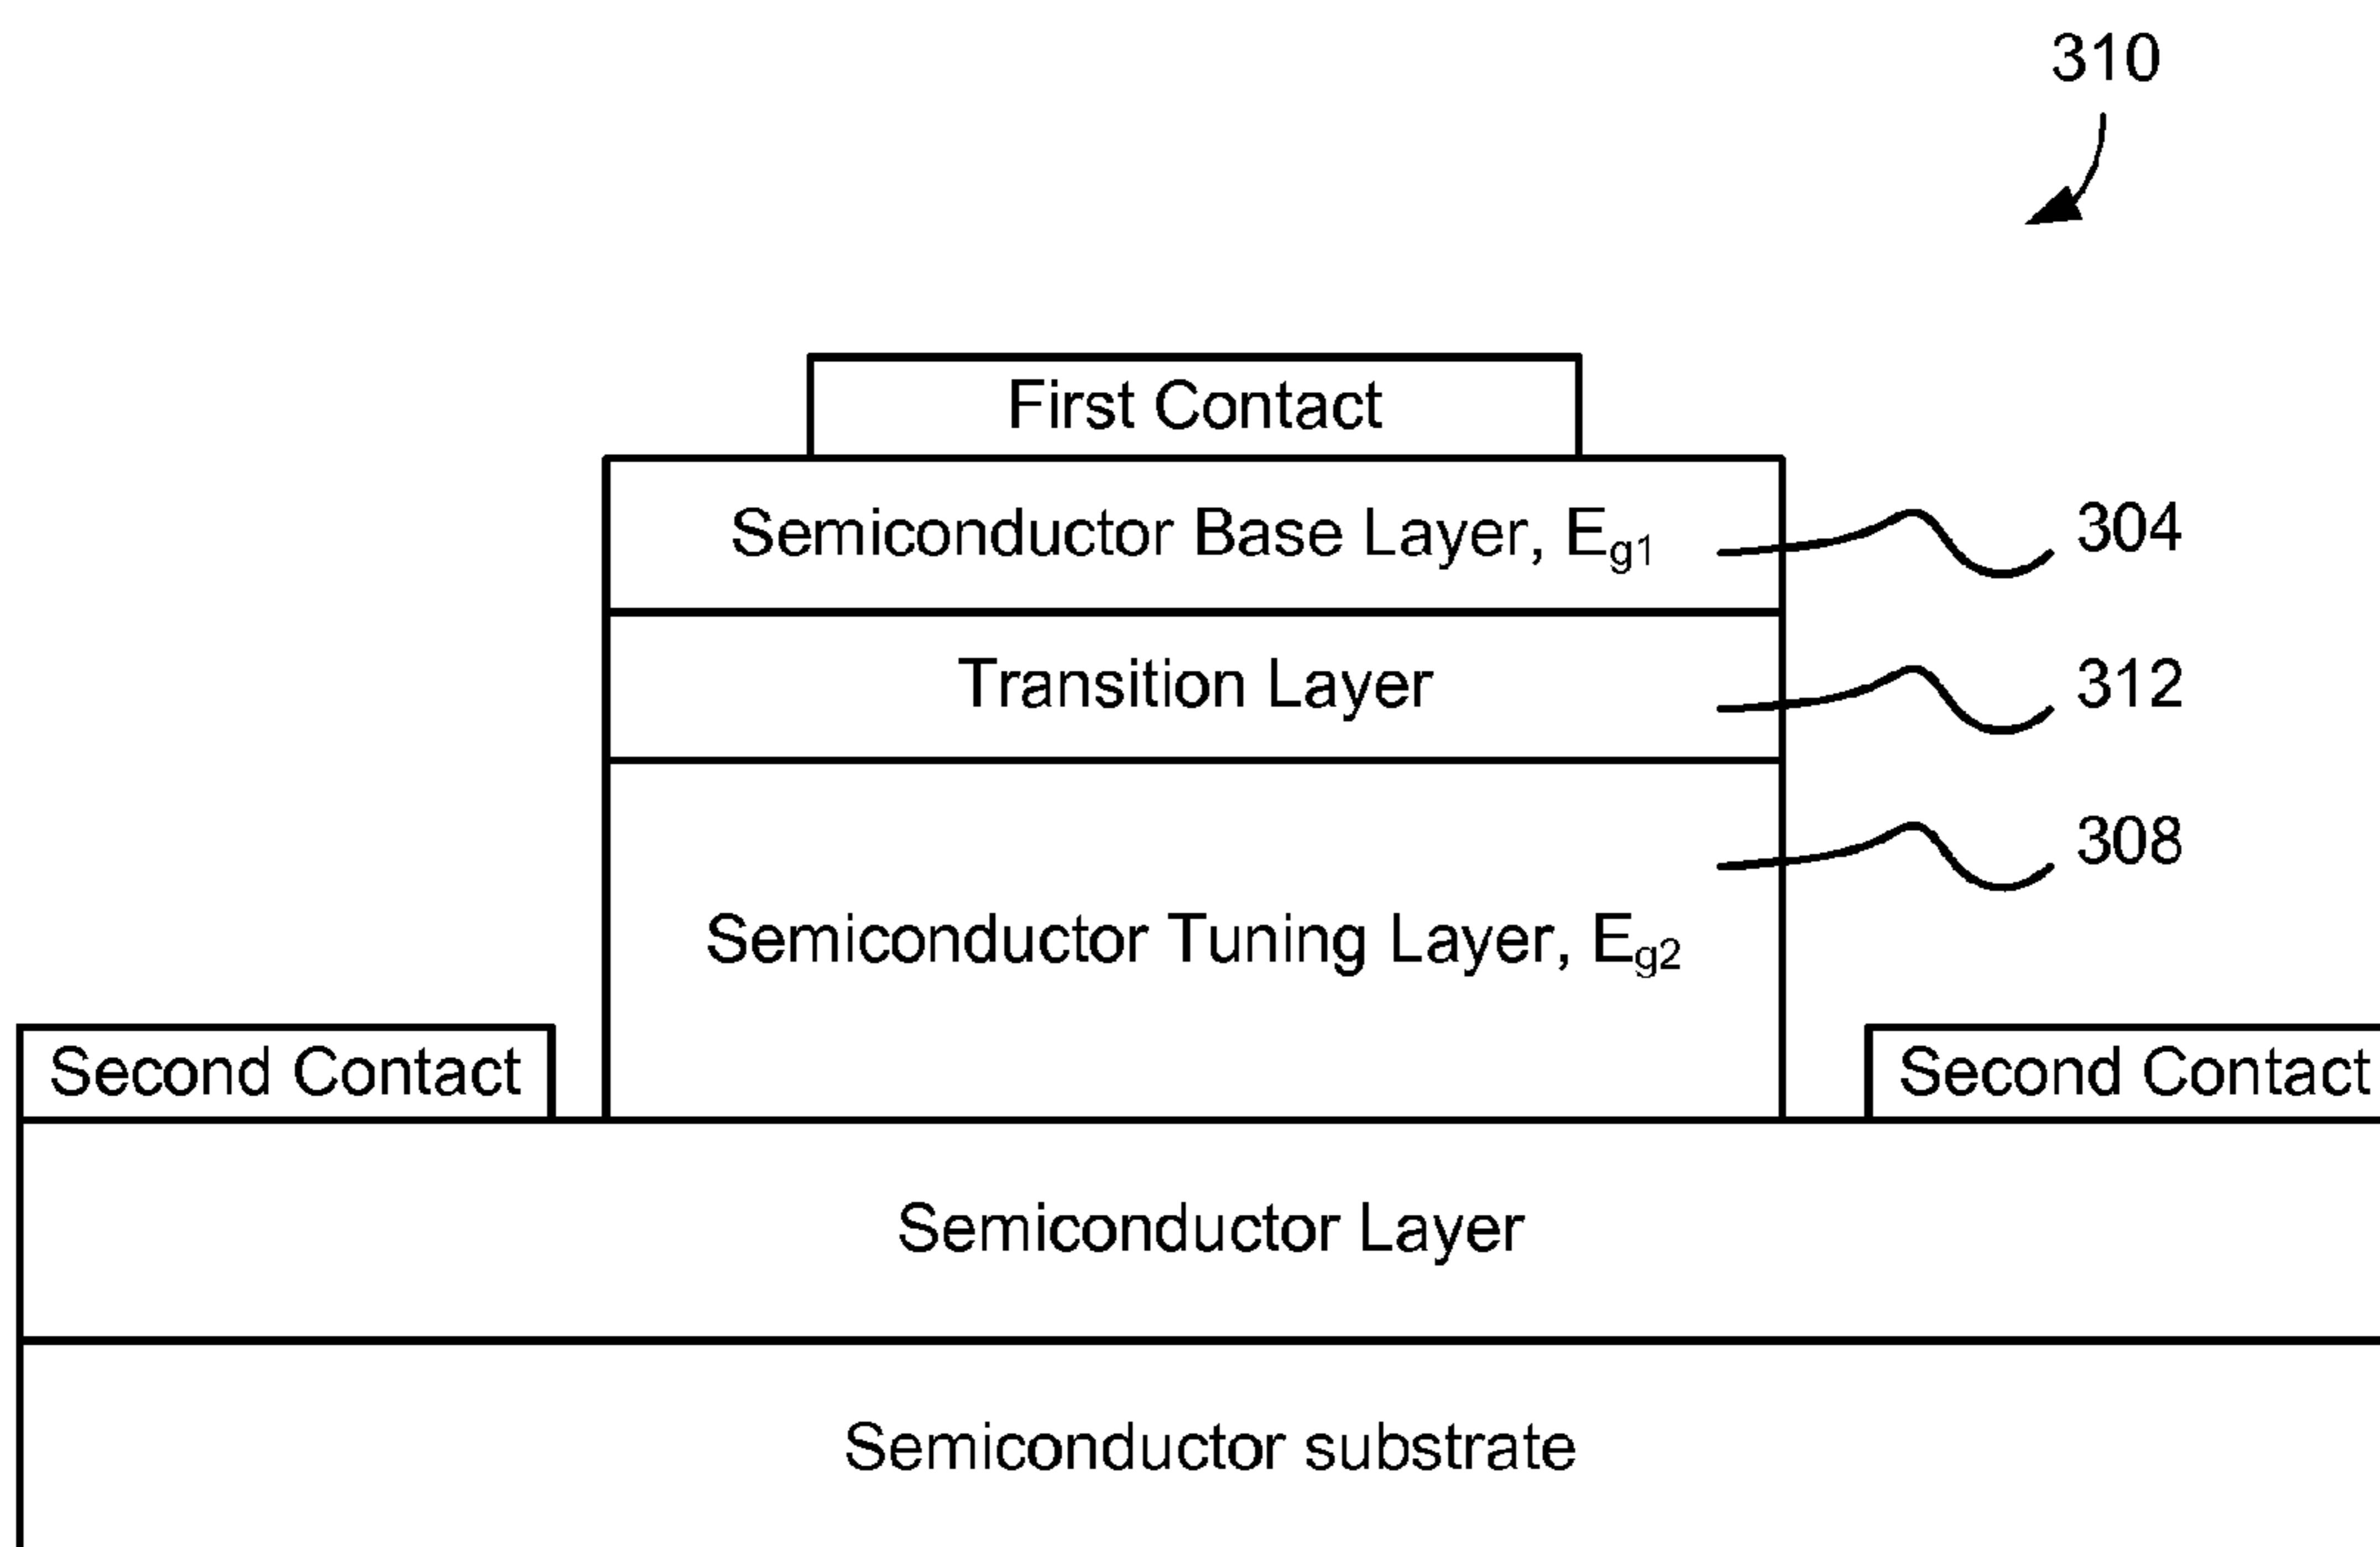 310
First Contact
Semiconductor Base Layer, Eg1
304
Transition Layer
312
308
Semiconductor Tuning Layer, Eg2
Second Contact
Second Contact
Semiconductor Layer
Semiconductor substrate